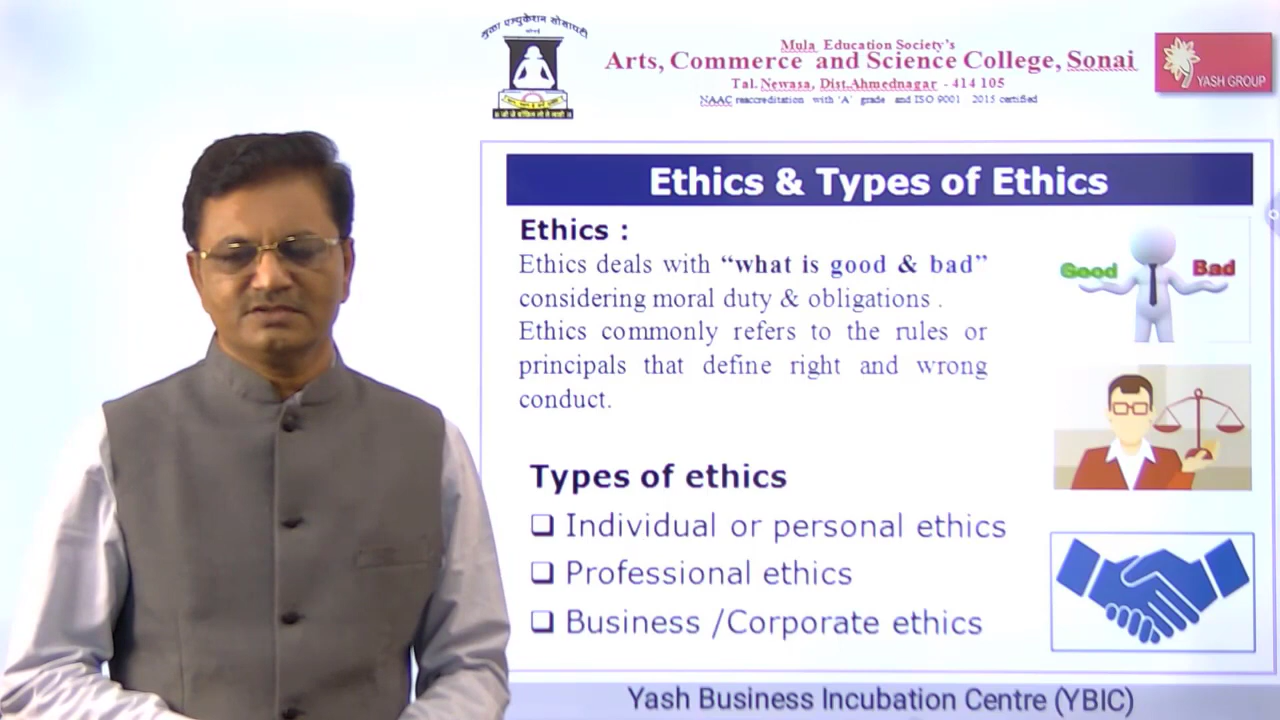 मुळा एज्युकेशन सोसायटी
Mula Education Society's
Arts, Commerce and Science College, Sonai
Tal. Newasa, Dist.Ahmednagar - 414 105
NAAC reaccreditation with 'A' grade and ISO 9001 2015 certified
YASH GROUP
Ethics & Types of Ethics
Ethics :
Ethics deals with “what is good & bad”
considering moral duty & obligations .
Ethics commonly refers to the rules or
principals that define right and wrong
conduct.
Good Bad
Types of ethics
❑ Individual or personal ethics
❑ Professional ethics
❑ Business /Corporate ethics
Yash Business Incubation Centre (YBIC)